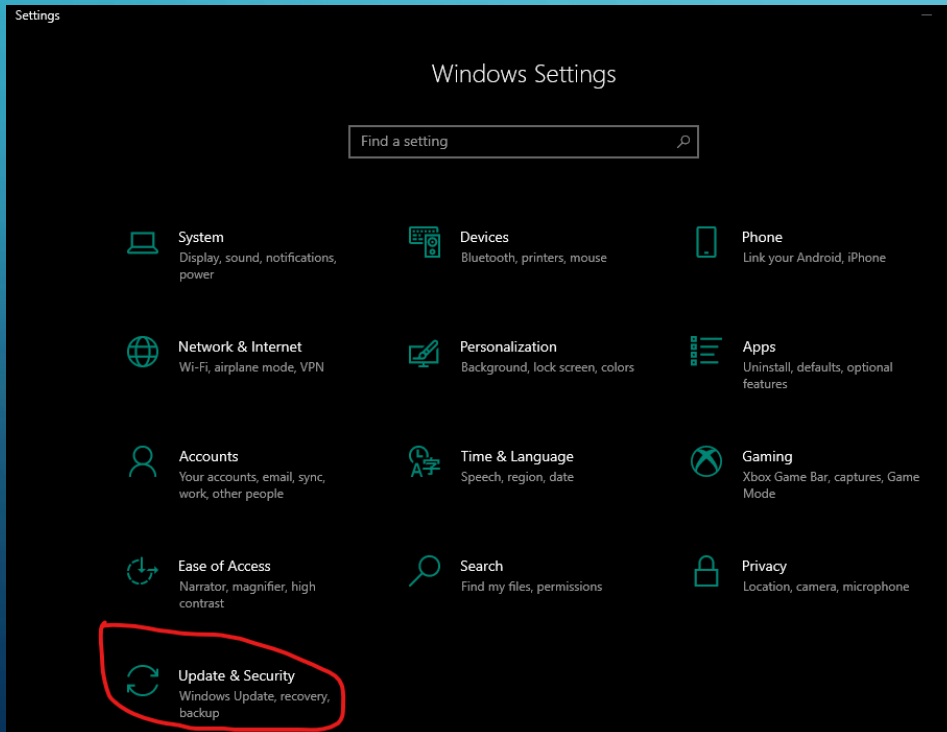 Settings
Windows Settings
Find a setting
System
Display, sound, notifications,
power
Devices
Bluetooth, printers, mouse
Phone
Link your Android, iPhone
Network & Internet
Wi-Fi, airplane mode, VPN
Personalization
Background, lock screen, colors
Apps
Uninstall, defaults, optional
features
Accounts
Your accounts, email, sync,
work, other people
Time & Language
Speech, region, date
Gaming
Xbox Game Bar, captures, Game
Mode
Ease of Access
Narrator, magnifier, high
contrast
Search
Find my files, permissions
Privacy
Location, camera, microphone
Update & Security
Windows Update, recovery,
backup